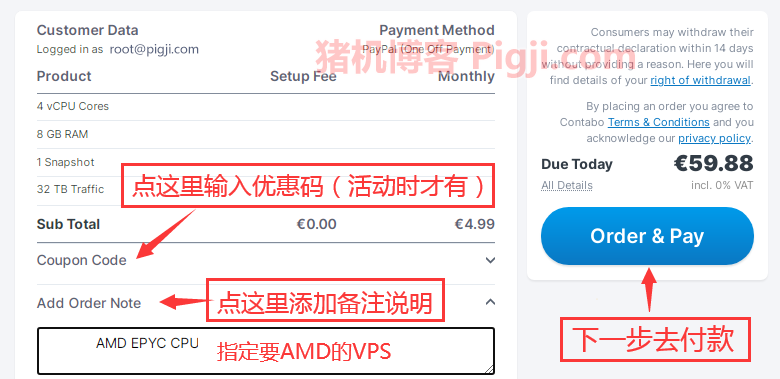 Customer Data
Payment Method
Logged in as root@pigji.com
PayPal (One Off Payment)
猪机博客 Pigji.com
Product Setup Fee Monthly
4 vCPU Cores
8 GB RAM
1 Snapshot
32 TB Traffic
点这里输入优惠码（活动时才有）
Sub Total €0.00 €4.99
Coupon Code
Add Order Note
点这里添加备注说明
AMD EPYC CPU
指定要AMD的VPS
Consumers may withdraw their
contractual declaration within 14 days
without providing a reason. Here you will
find details of your right of withdrawal.
By placing an order you agree to
Contabo Terms & Conditions and you
acknowledge our privacy policy.
Due Today €59.88
All Details incl. 0% VAT
Order & Pay
下一步去付款